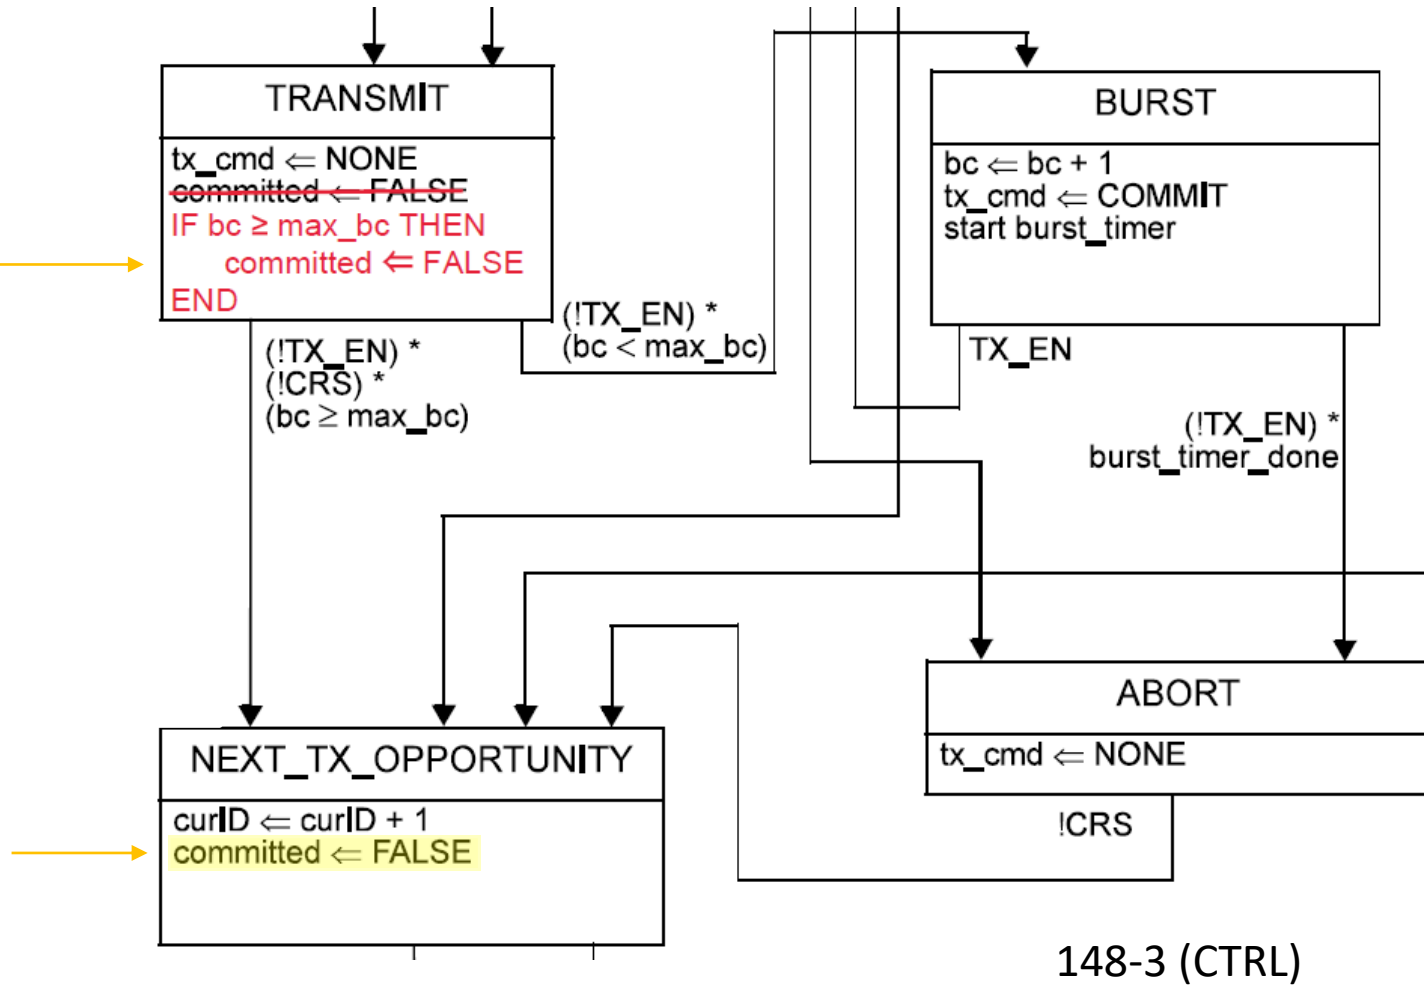 TRANSMIT
tx_cmd ⇐ NONE
committed ⇐ FALSE
IF bc ≥ max_bc THEN
committed ⇐ FALSE
END
(!TX_EN) *
(!CRS) *
(bc ≥ max_bc)
(!TX_EN) *
(bc < max_bc)
BURST
bc ⇐ bc + 1
tx_cmd ⇐ COMMIT
start burst_timer
TX_EN
(!TX_EN) *
burst_timer_done
NEXT_TX_OPPORTUNITY
curID ⇐ curID + 1
committed ⇐ FALSE
ABORT
tx_cmd ⇐ NONE
!CRS
148-3 (CTRL)